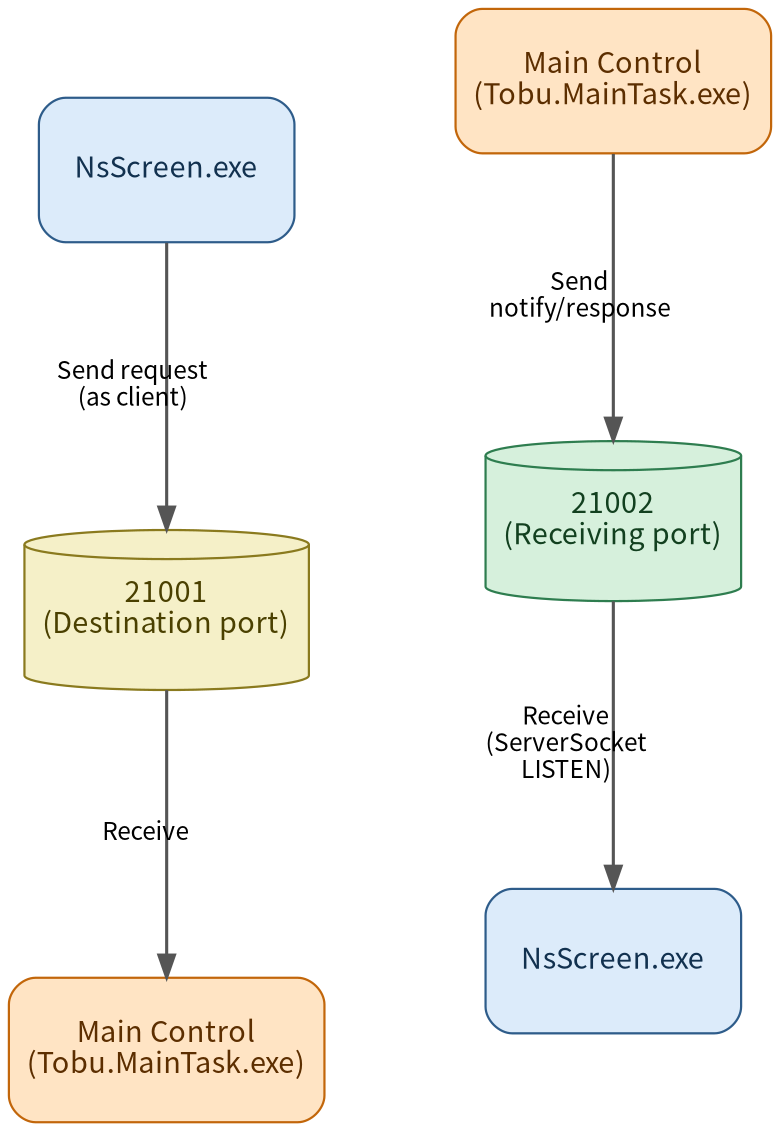 NsScreen.exe
Send request
(as client)
21001
(Destination port)
Receive
Main Control
(Tobu.MainTask.exe)
Main Control
(Tobu.MainTask.exe)
Send
notify/response
21002
(Receiving port)
Receive
(ServerSocket
LISTEN)
NsScreen.exe